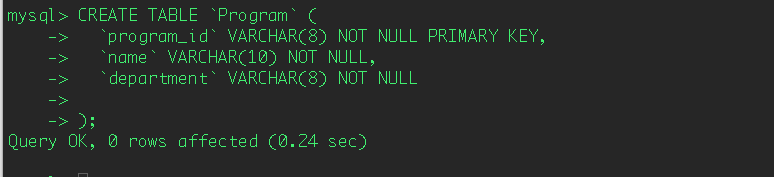 mysql> CREATE TABLE `Program` (
    ->   `program_id` VARCHAR(8) NOT NULL PRIMARY KEY,
    ->   `name` VARCHAR(10) NOT NULL,
    ->   `department` VARCHAR(8) NOT NULL
    ->
    -> );
Query OK, 0 rows affected (0.24 sec)